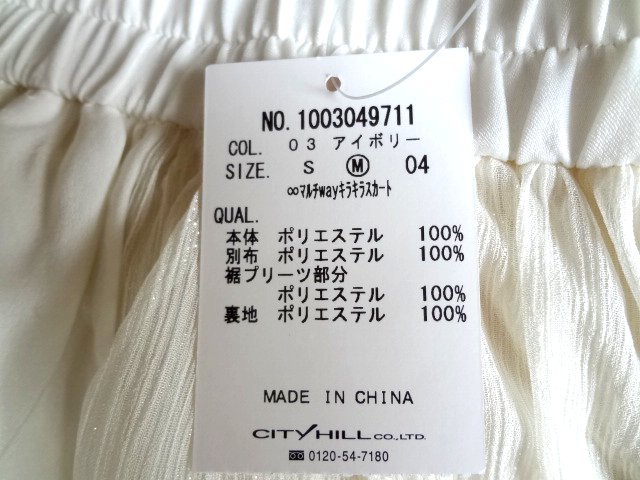 NO. 1003049711
COL. 03 アイボリー
SIZE. S Ⓜ 04
∞マルチwayキラキラスカート
QUAL.
本体 ポリエステル 100%
別布 ポリエステル 100%
裾プリーツ部分
ポリエステル 100%
裏地 ポリエステル 100%
MADE IN CHINA
CITY HILL CO.,LTD.
0120-54-7180